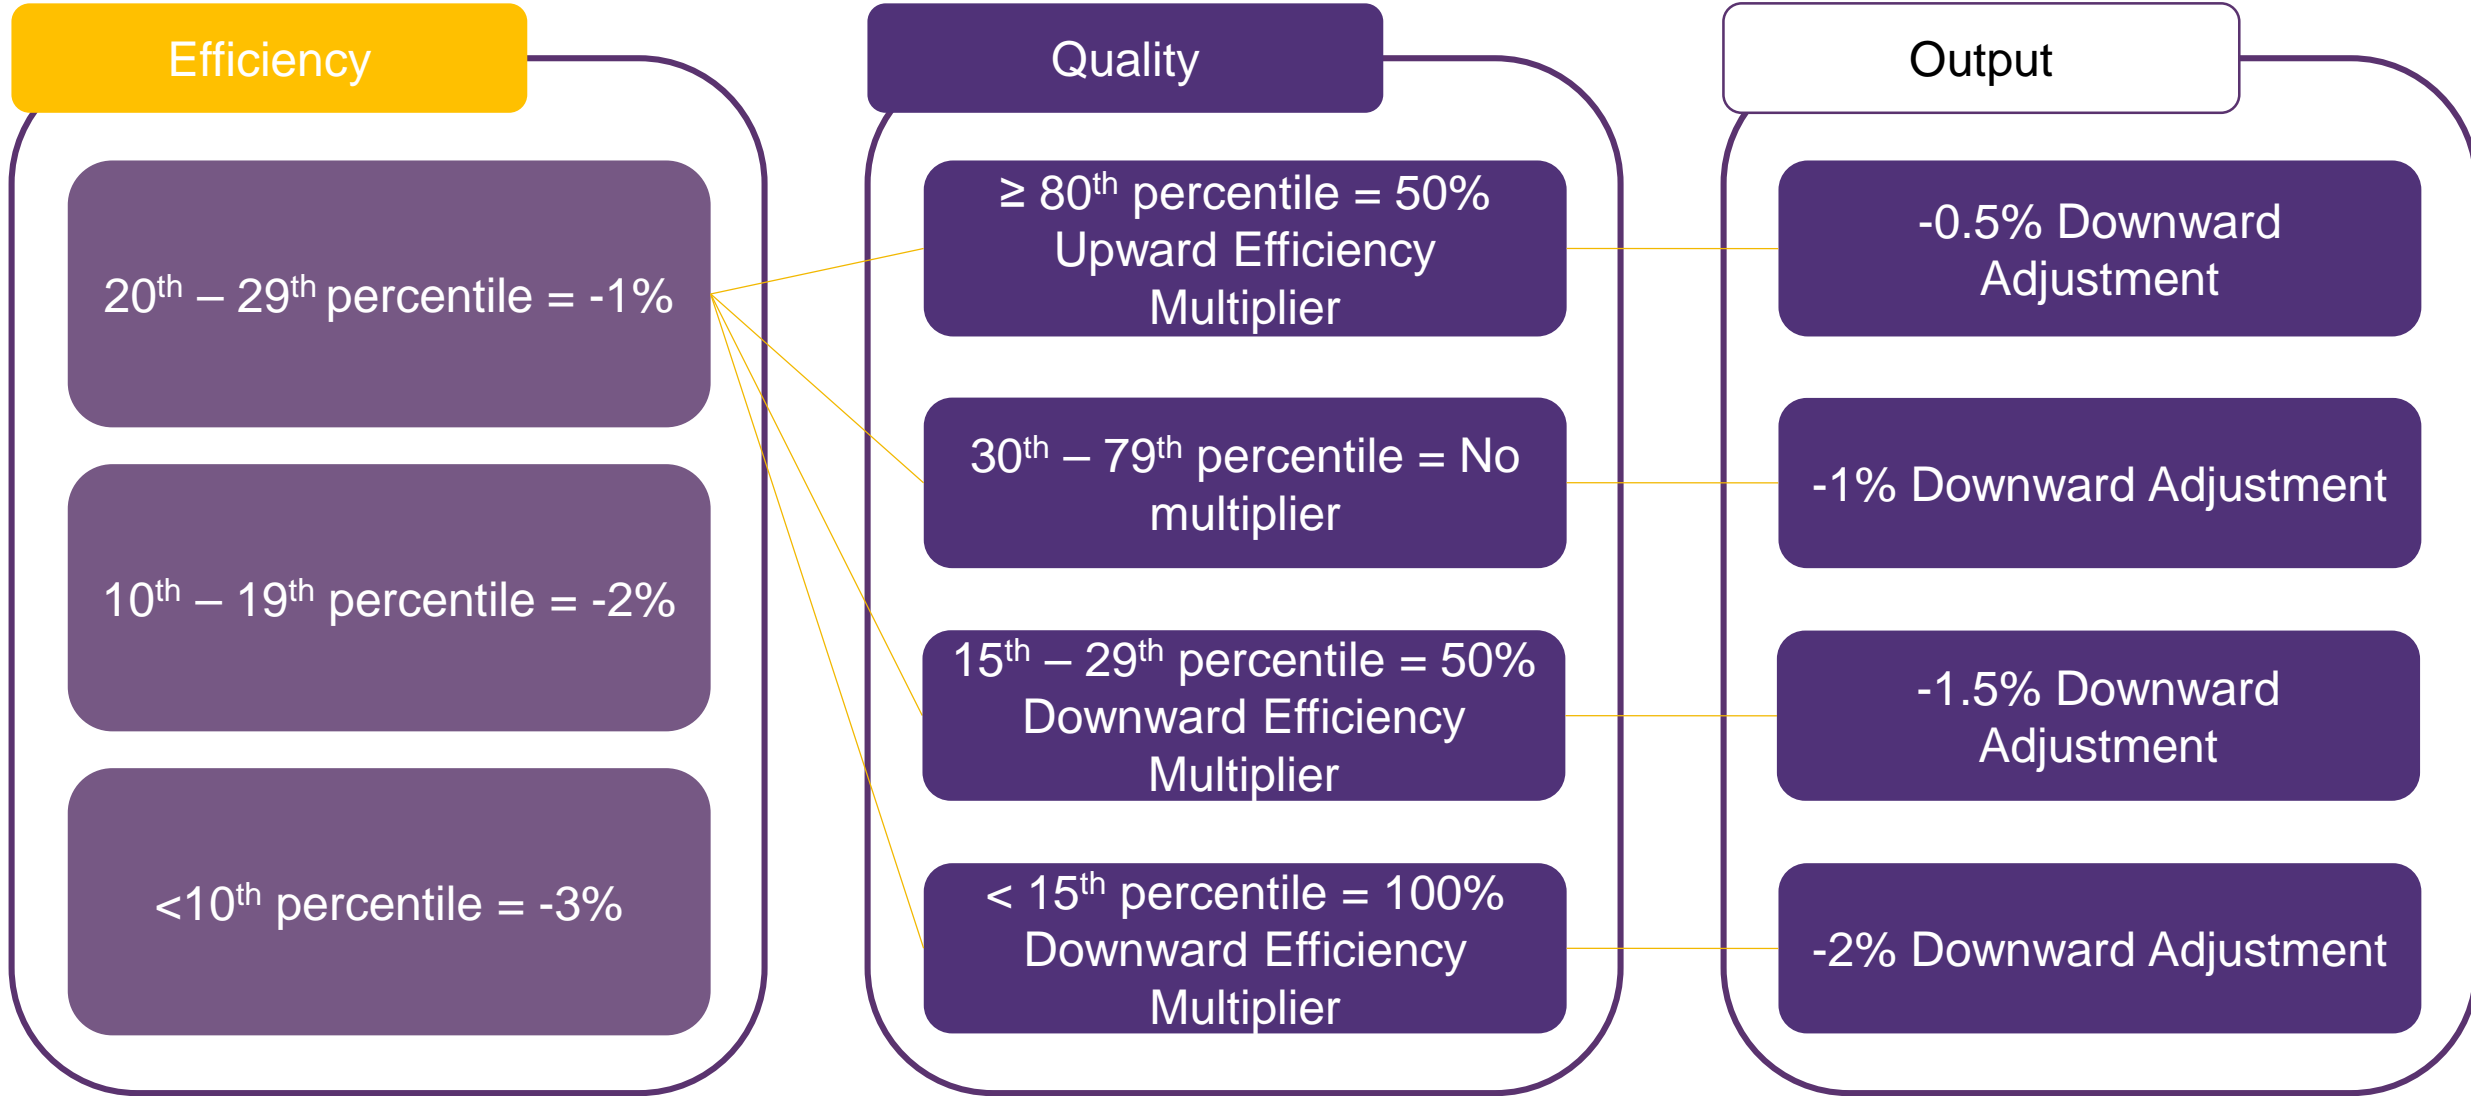 Efficiency
20th – 29th percentile = -1%
10th – 19th percentile = -2%
<10th percentile = -3%
Quality
≥ 80th percentile = 50%
Upward Efficiency
Multiplier
30th – 79th percentile = No
multiplier
15th – 29th percentile = 50%
Downward Efficiency
Multiplier
< 15th percentile = 100%
Downward Efficiency
Multiplier
Output
-0.5% Downward
Adjustment
-1% Downward Adjustment
-1.5% Downward
Adjustment
-2% Downward Adjustment